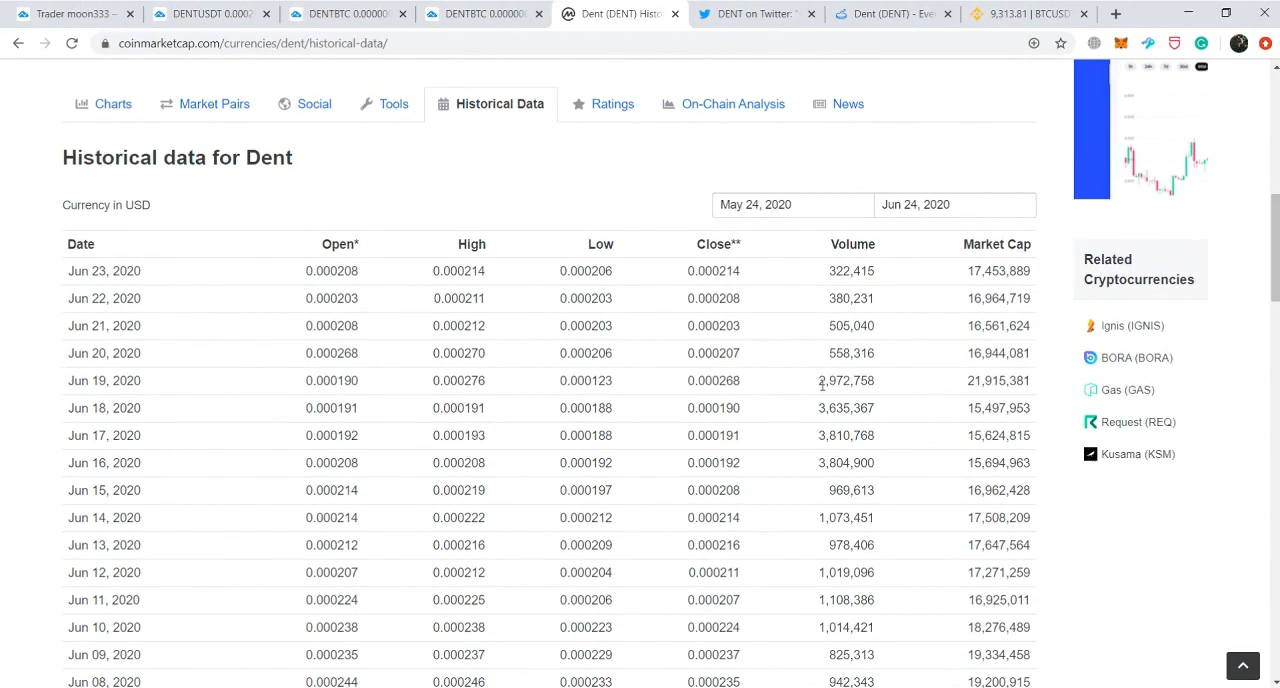 Trader moon333 –
DENTUSDT 0.0002
DENTBTC 0.00000
DENTBTC 0.00000
Dent (DENT) Histo
DENT on Twitter: "
Dent (DENT) - Eve
9,313.81 | BTCUSD
coinmarketcap.com/currencies/dent/historical-data/
Charts Market Pairs Social Tools Historical Data Ratings On-Chain Analysis News
Historical data for Dent
Currency in USD May 24, 2020 Jun 24, 2020
Date Open* High Low Close** Volume Market Cap
Jun 23, 2020 0.000208 0.000214 0.000206 0.000214 322,415 17,453,889
Jun 22, 2020 0.000203 0.000211 0.000203 0.000208 380,231 16,964,719
Jun 21, 2020 0.000208 0.000212 0.000203 0.000203 505,040 16,561,624
Jun 20, 2020 0.000268 0.000270 0.000206 0.000207 558,316 16,944,081
Jun 19, 2020 0.000190 0.000276 0.000123 0.000268 2,972,758 21,915,381
Jun 18, 2020 0.000191 0.000191 0.000188 0.000190 3,635,367 15,497,953
Jun 17, 2020 0.000192 0.000193 0.000188 0.000191 3,810,768 15,624,815
Jun 16, 2020 0.000208 0.000208 0.000192 0.000192 3,804,900 15,694,963
Jun 15, 2020 0.000214 0.000219 0.000197 0.000208 969,613 16,962,428
Jun 14, 2020 0.000214 0.000222 0.000212 0.000214 1,073,451 17,508,209
Jun 13, 2020 0.000212 0.000216 0.000209 0.000216 978,406 17,647,564
Jun 12, 2020 0.000207 0.000212 0.000204 0.000211 1,019,096 17,271,259
Jun 11, 2020 0.000224 0.000225 0.000206 0.000207 1,108,386 16,925,011
Jun 10, 2020 0.000238 0.000238 0.000223 0.000224 1,014,421 18,276,489
Jun 09, 2020 0.000235 0.000237 0.000229 0.000237 825,313 19,334,458
Jun 08, 2020 0.000244 0.000246 0.000233 0.000235 942,343 19,200,915
Related
Cryptocurrencies
Ignis (IGNIS)
BORA (BORA)
Gas (GAS)
Request (REQ)
Kusama (KSM)